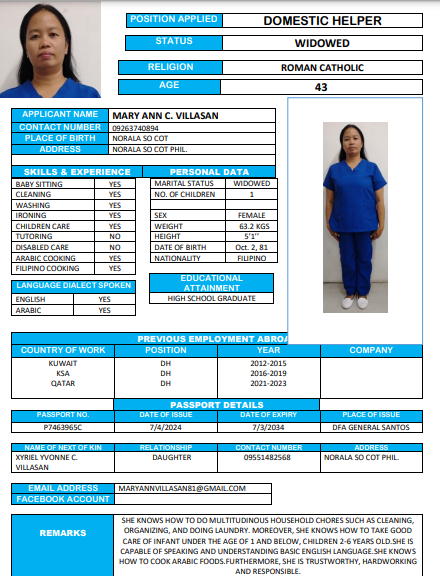 POSITION APPLIED DOMESTIC HELPER
STATUS WIDOWED
RELIGION ROMAN CATHOLIC
AGE 43
APPLICANT NAME MARY ANN C. VILLASAN
CONTACT NUMBER 09263740894
PLACE OF BIRTH NORALA SO COT
ADDRESS NORALA SO COT PHIL.
SKILLS & EXPERIENCE PERSONAL DATA
BABY SITTING YES MARITAL STATUS WIDOWED
CLEANING YES NO. OF CHILDREN 1
WASHING YES
IRONING YES SEX FEMALE
CHILDREN CARE YES WEIGHT 63.2 KGS
TUTORING NO HEIGHT 5'1''
DISABLED CARE NO DATE OF BIRTH Oct. 2, 81
ARABIC COOKING YES NATIONALITY FILIPINO
FILIPINO COOKING YES
EDUCATIONAL
ATTAINMENT
LANGUAGE DIALECT SPOKEN
ENGLISH YES HIGH SCHOOL GRADUATE
ARABIC YES
PREVIOUS EMPLOYMENT ABROA
COUNTRY OF WORK POSITION YEAR COMPANY
KUWAIT DH 2012-2015
KSA DH 2016-2019
QATAR DH 2021-2023
PASSPORT DETAILS
PASSPORT NO. DATE OF ISSUE DATE OF EXPIRY PLACE OF ISSUE
P7463965C 7/4/2024 7/3/2034 DFA GENERAL SANTOS
NAME OF NEXT OF KIN RELATIONSHIP CONTACT NUMBER ADDRESS
XYRIEL YVONNE C. DAUGHTER 09551482568 NORALA SO COT PHIL.
VILLASAN
EMAIL ADDRESS MARYANNVILLASAN81@GMAIL.COM
FACEBOOK ACCOUNT
REMARKS
SHE KNOWS HOW TO DO MULTITUDINOUS HOUSEHOLD CHORES SUCH AS CLEANING,
ORGANIZING, AND DOING LAUNDRY. MOREOVER, SHE KNOWS HOW TO TAKE GOOD
CARE OF INFANT UNDER THE AGE OF 1 AND BELOW, CHILDREN 2-6 YEARS OLD.SHE IS
CAPABLE OF SPEAKING AND UNDERSTANDING BASIC ENGLISH LANGUAGE.SHE KNOWS
HOW TO COOK ARABIC FOODS.FURTHERMORE, SHE IS TRUSTWORTHY, HARDWORKING
AND RESPONSIBLE.